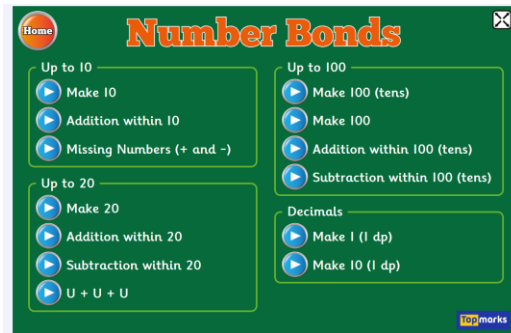 Home
Number Bonds
Up to 10
Make 10
Addition within 10
Missing Numbers (+ and -)
Up to 20
Make 20
Addition within 20
Subtraction within 20
U + U + U
Up to 100
Make 100 (tens)
Make 100
Addition within 100 (tens)
Subtraction within 100 (tens)
Decimals
Make 1 (1 dp)
Make 10 (1 dp)
Topmarks